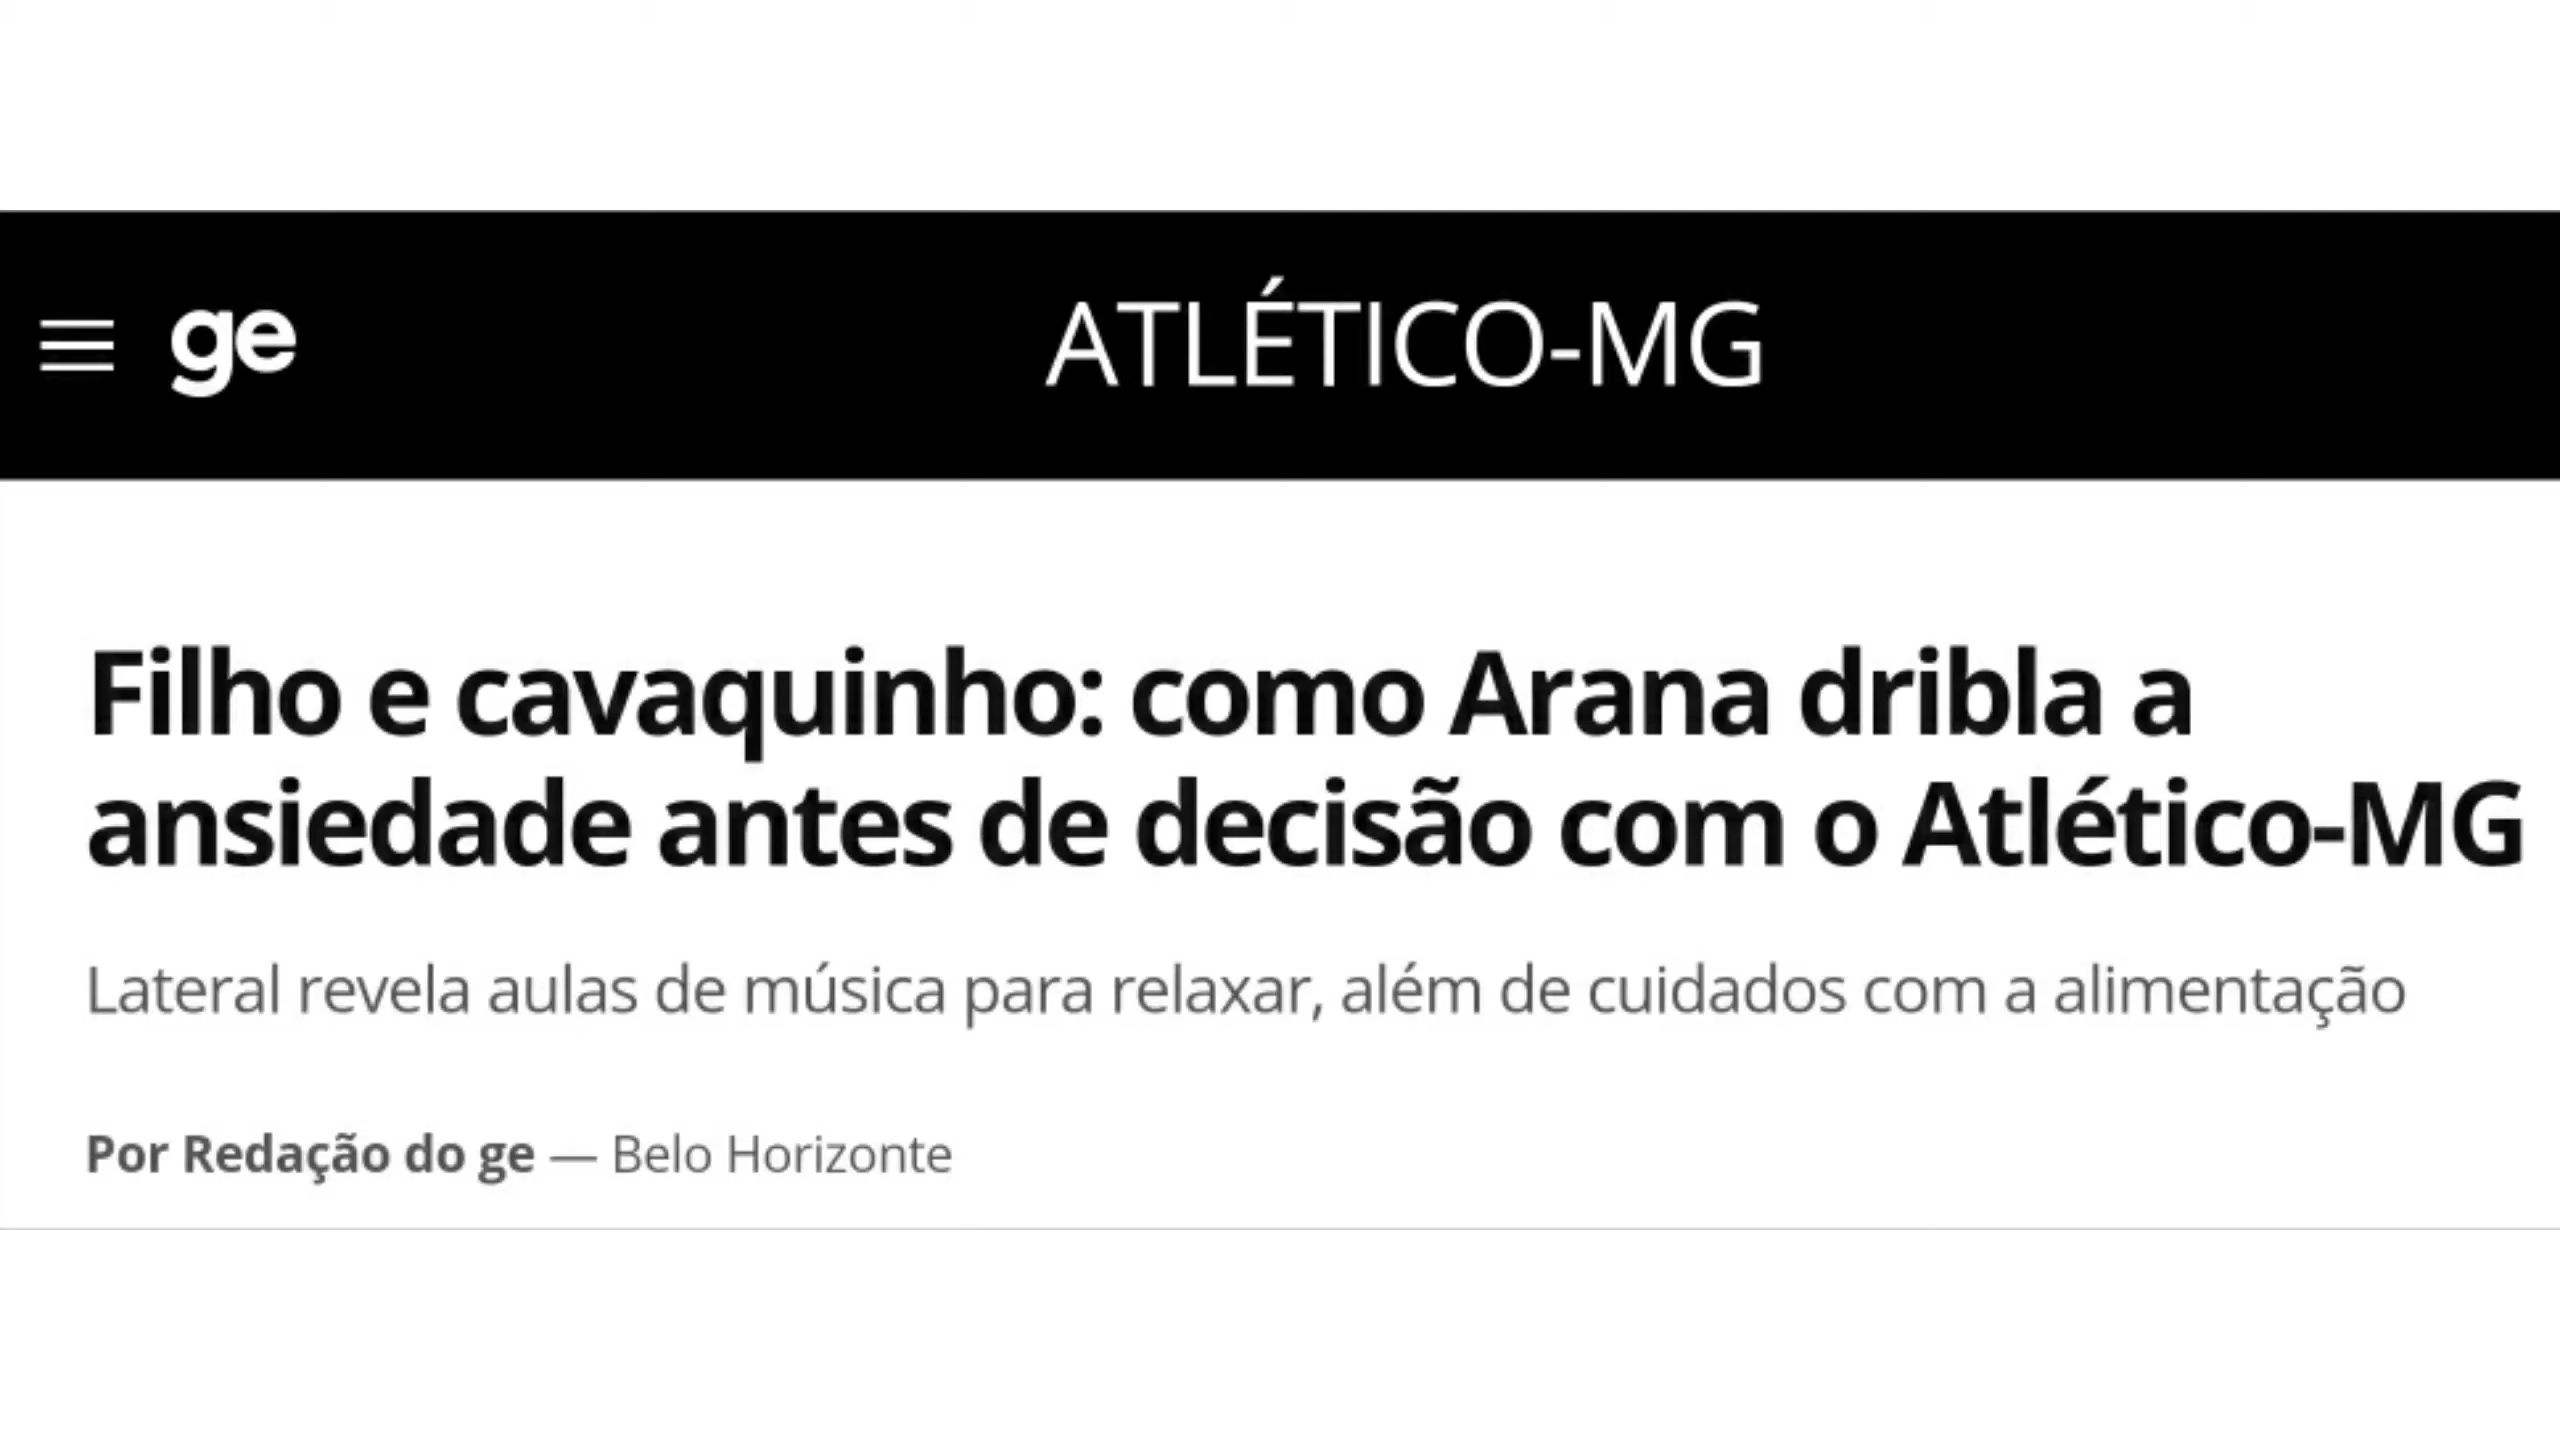 ge
ATLÉTICO-MG
Filho e cavaquinho: como Arana dribla a
ansiedade antes de decisão com o Atlético-MG
Lateral revela aulas de música para relaxar, além de cuidados com a alimentação
Por Redação do ge — Belo Horizonte